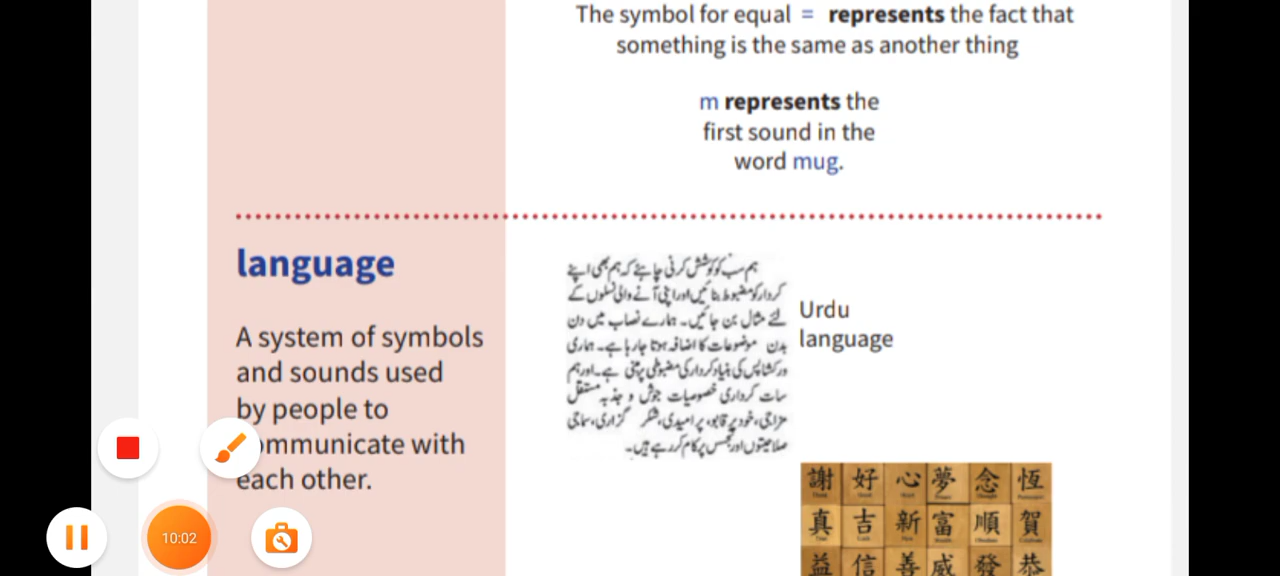 The symbol for equal = represents the fact that
something is the same as another thing
m represents the
first sound in the
word mug.
language
A system of symbols
and sounds used
by people to
ommunicate with
each other.
ہم سب کو کوشش کرنی چاہئے کہ ہم بھی اپنے
کردار کو مضبوط بنائیں اور اپنی آنے والی نسلوں کے
لئے مثال بن جائیں۔ ہمارے نصاب میں دن
بدن موضوعات کا اضافہ ہوتا جا رہا ہے۔ ہماری
ورکشاپس کی بنیاد کردار کی مضبوطی پر مبنی ہے۔ اور ہم
سات کرداری خصوصیات جوش و جذبہ مستقل
مزاجی، خود پر قابو، پرامیدی، شکر گزاری، سماجی
صلاحیتوں اور تجسس پر کام کر رہے ہیں۔
Urdu
language
謝 好 心 夢 念 恆
真 吉 新 富 順 賀
益 信 善 威 發 恭
10:02